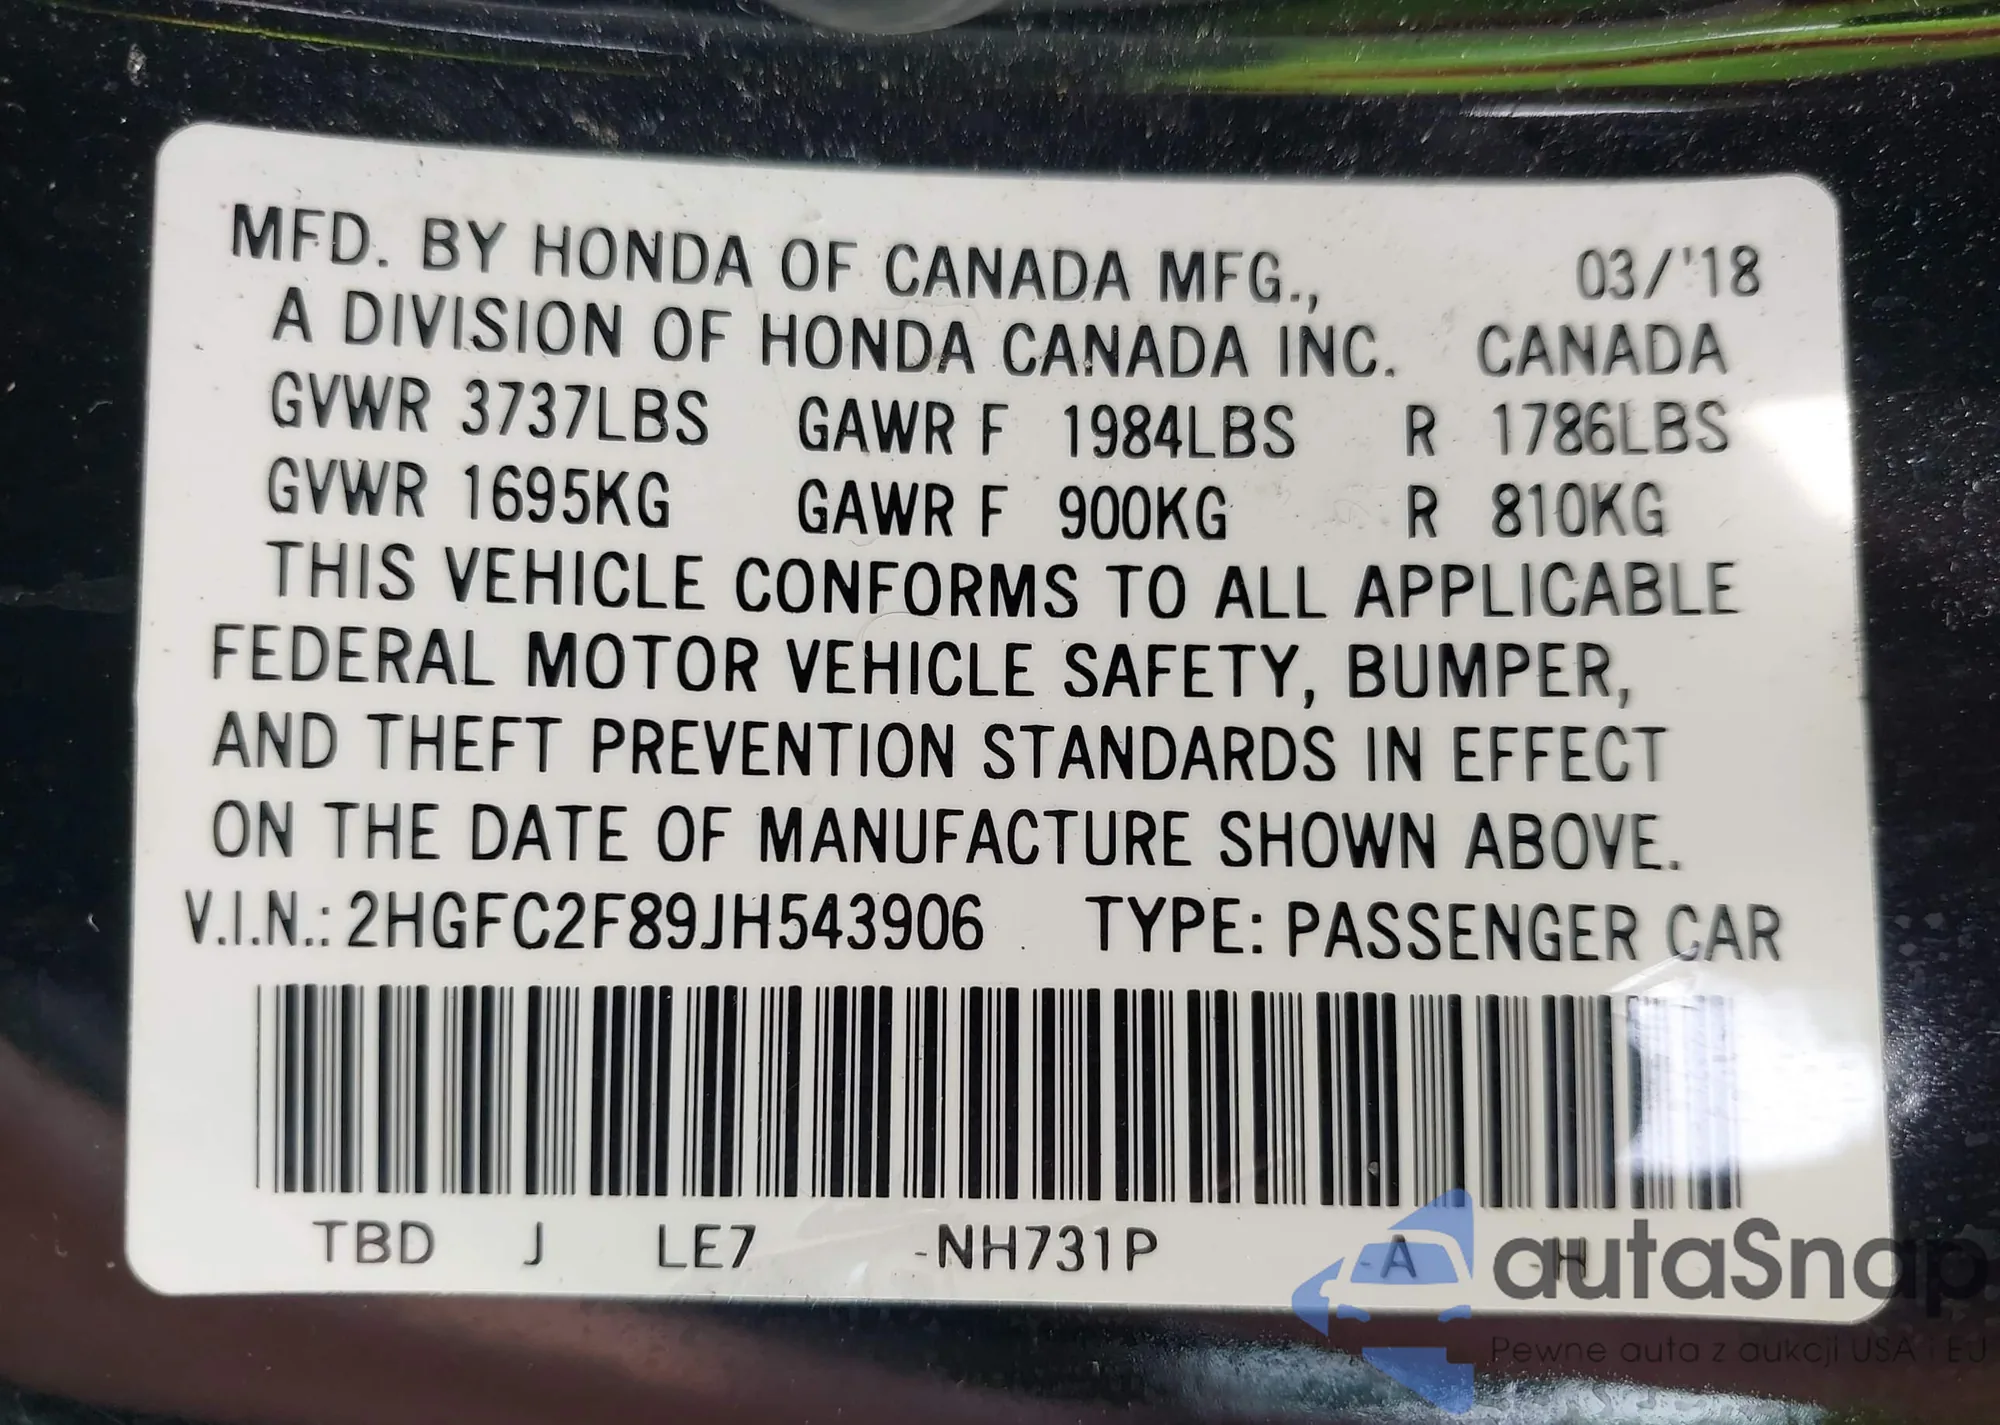 MFD. BY HONDA OF CANADA MFG., 03/'18
A DIVISION OF HONDA CANADA INC. CANADA
GVWR 3737LBS GAWR F 1984LBS R 1786LBS
GVWR 1695KG GAWR F 900KG R 810KG
THIS VEHICLE CONFORMS TO ALL APPLICABLE
FEDERAL MOTOR VEHICLE SAFETY, BUMPER,
AND THEFT PREVENTION STANDARDS IN EFFECT
ON THE DATE OF MANUFACTURE SHOWN ABOVE.
V.I.N.: 2HGFC2F89JH543906 TYPE: PASSENGER CAR
TBD J LE7 -NH731P -A -H
autaSnap
Pewne auta z aukcji USA i EU